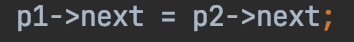 p1->next = p2->next;